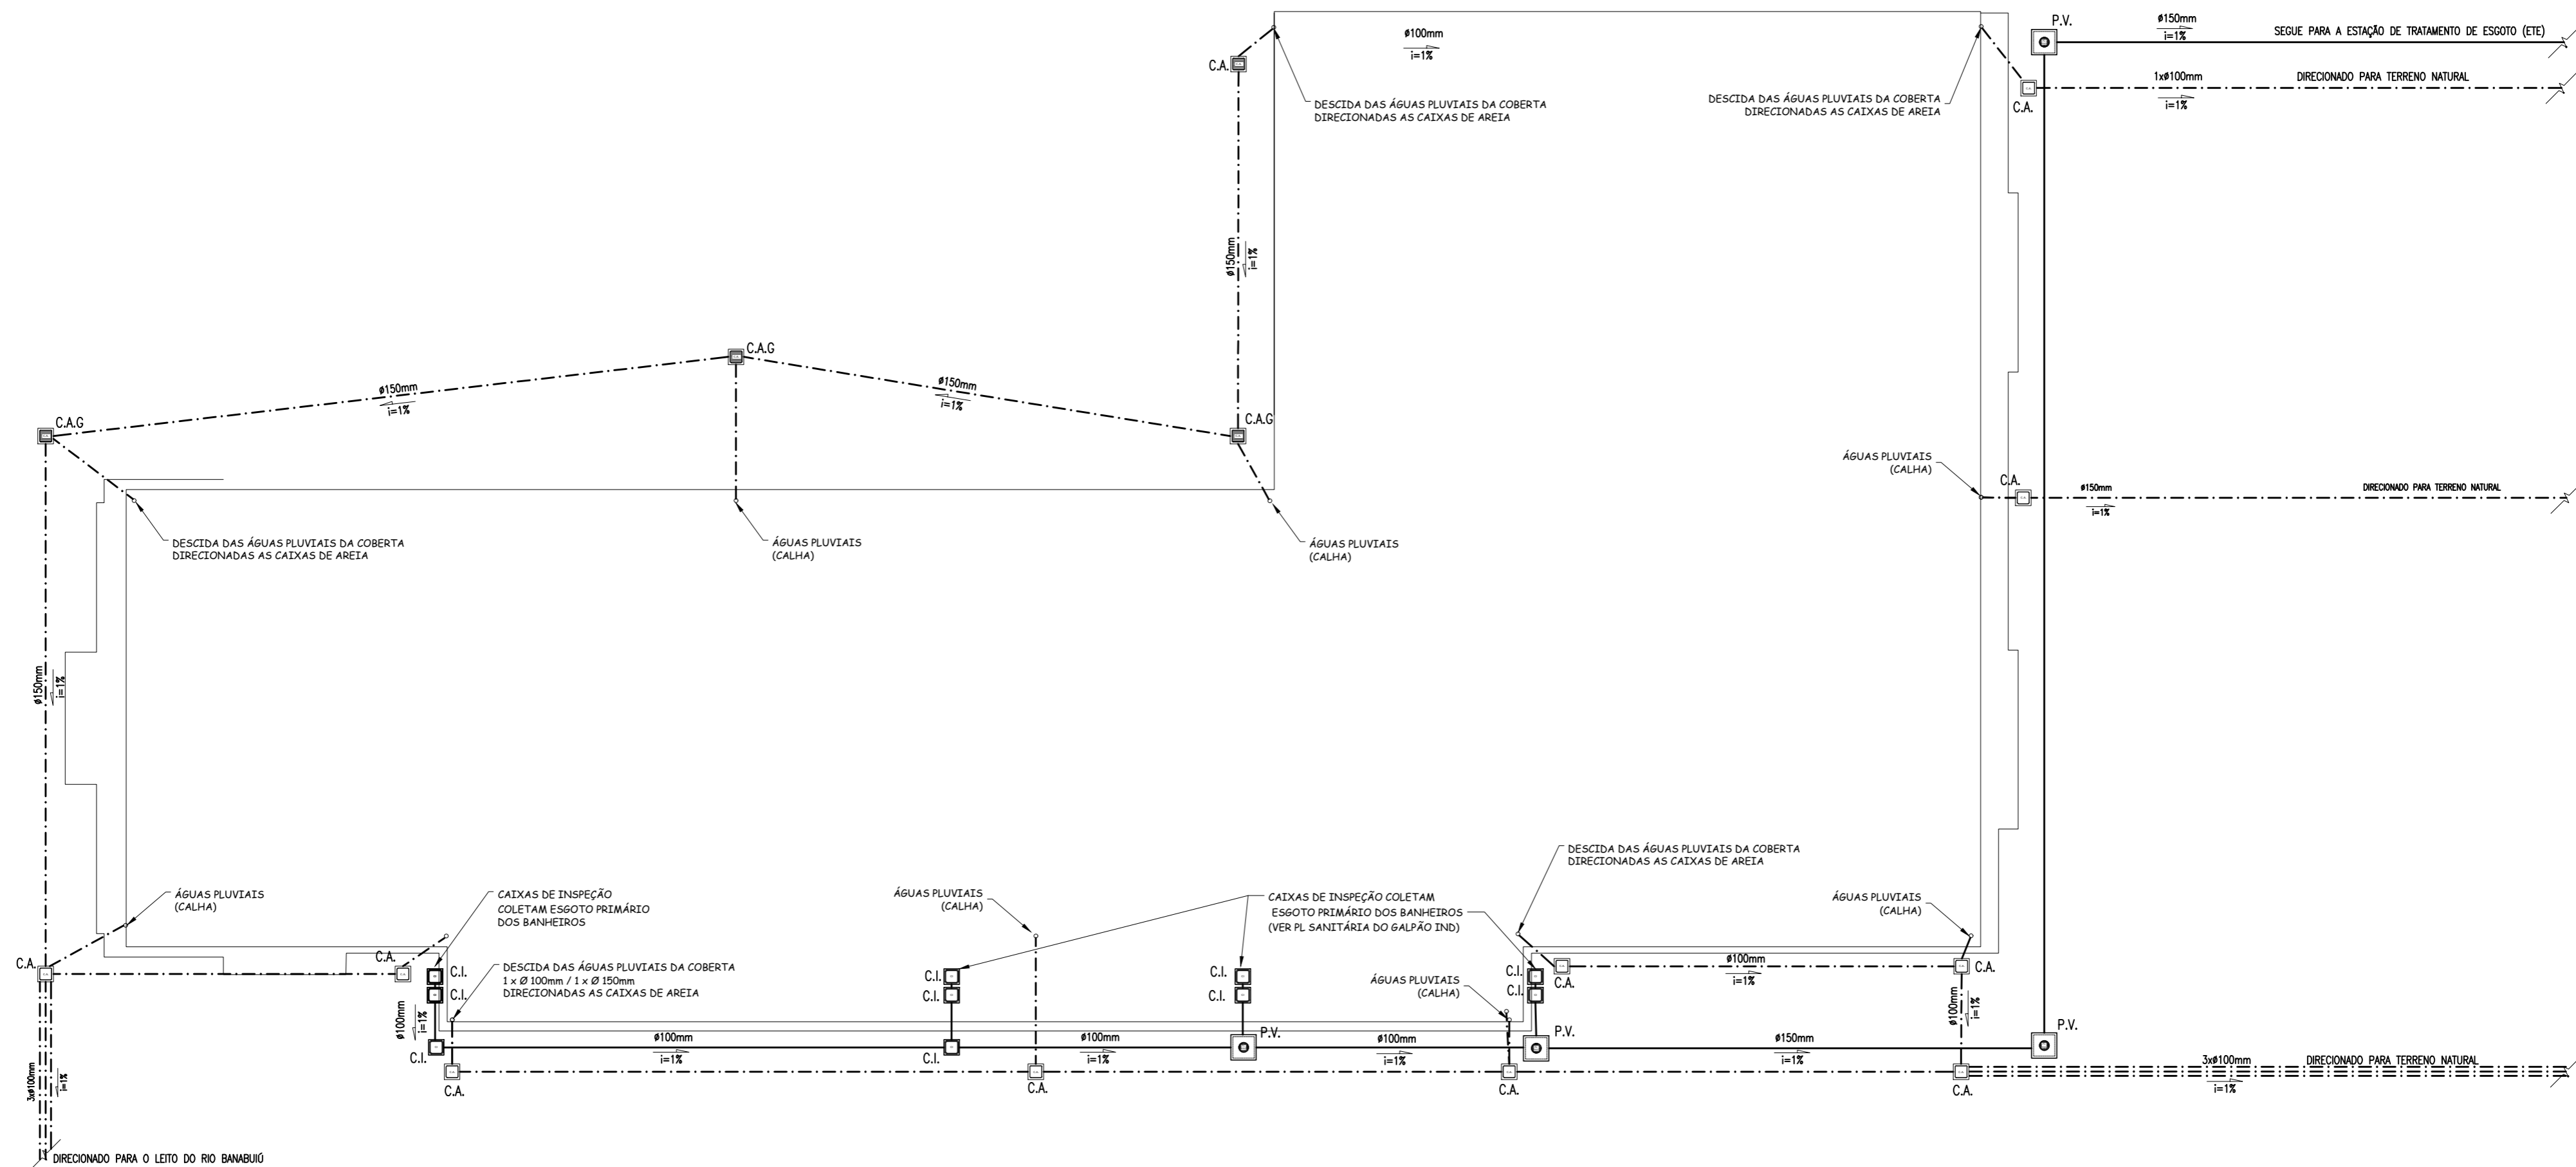 P.V.
ø150mm
i=1%
SEGUE PARA A ESTAÇÃO DE TRATAMENTO DE ESGOTO (ETE)
ø100mm
i=1%
C.A.
1xø100mm
i=1%
DIRECIONADO PARA TERRENO NATURAL
C.A.
DESCIDA DAS ÁGUAS PLUVIAIS DA COBERTA
DIRECIONADAS AS CAIXAS DE AREIA
DESCIDA DAS ÁGUAS PLUVIAIS DA COBERTA
DIRECIONADAS AS CAIXAS DE AREIA
ø150mm
i=1%
C.A.G
ø150mm
i=1%
ø150mm
i=1%
C.A.G
C.A.G
ÁGUAS PLUVIAIS
(CALHA)
C.A.
ø150mm
i=1%
DIRECIONADO PARA TERRENO NATURAL
DESCIDA DAS ÁGUAS PLUVIAIS DA COBERTA
DIRECIONADAS AS CAIXAS DE AREIA
ÁGUAS PLUVIAIS
(CALHA)
ÁGUAS PLUVIAIS
(CALHA)
ø150mm
i=1%
DESCIDA DAS ÁGUAS PLUVIAIS DA COBERTA
DIRECIONADAS AS CAIXAS DE AREIA
ÁGUAS PLUVIAIS
(CALHA)
CAIXAS DE INSPEÇÃO
COLETAM ESGOTO PRIMÁRIO
DOS BANHEIROS
ÁGUAS PLUVIAIS
(CALHA)
CAIXAS DE INSPEÇÃO COLETAM
ESGOTO PRIMÁRIO DOS BANHEIROS
(VER PL SANITÁRIA DO GALPÃO IND)
ÁGUAS PLUVIAIS
(CALHA)
C.A.
C.A.
C.I.
C.I.
DESCIDA DAS ÁGUAS PLUVIAIS DA COBERTA
1 x Ø 100mm / 1 x Ø 150mm
DIRECIONADAS AS CAIXAS DE AREIA
C.I.
C.I.
C.I.
C.I.
ÁGUAS PLUVIAIS
(CALHA)
C.I.
C.I.
C.A.
ø100mm
i=1%
C.A.
ø100mm
i=1%
ø100mm
i=1%
C.I.
ø100mm
i=1%
C.I.
ø100mm
i=1%
P.V.
ø100mm
i=1%
P.V.
ø150mm
i=1%
P.V.
C.A.
C.A.
C.A.
C.A.
3xø100mm
i=1%
DIRECIONADO PARA TERRENO NATURAL
3xø100mm
i=1%
DIRECIONADO PARA O LEITO DO RIO BANABUIÚ